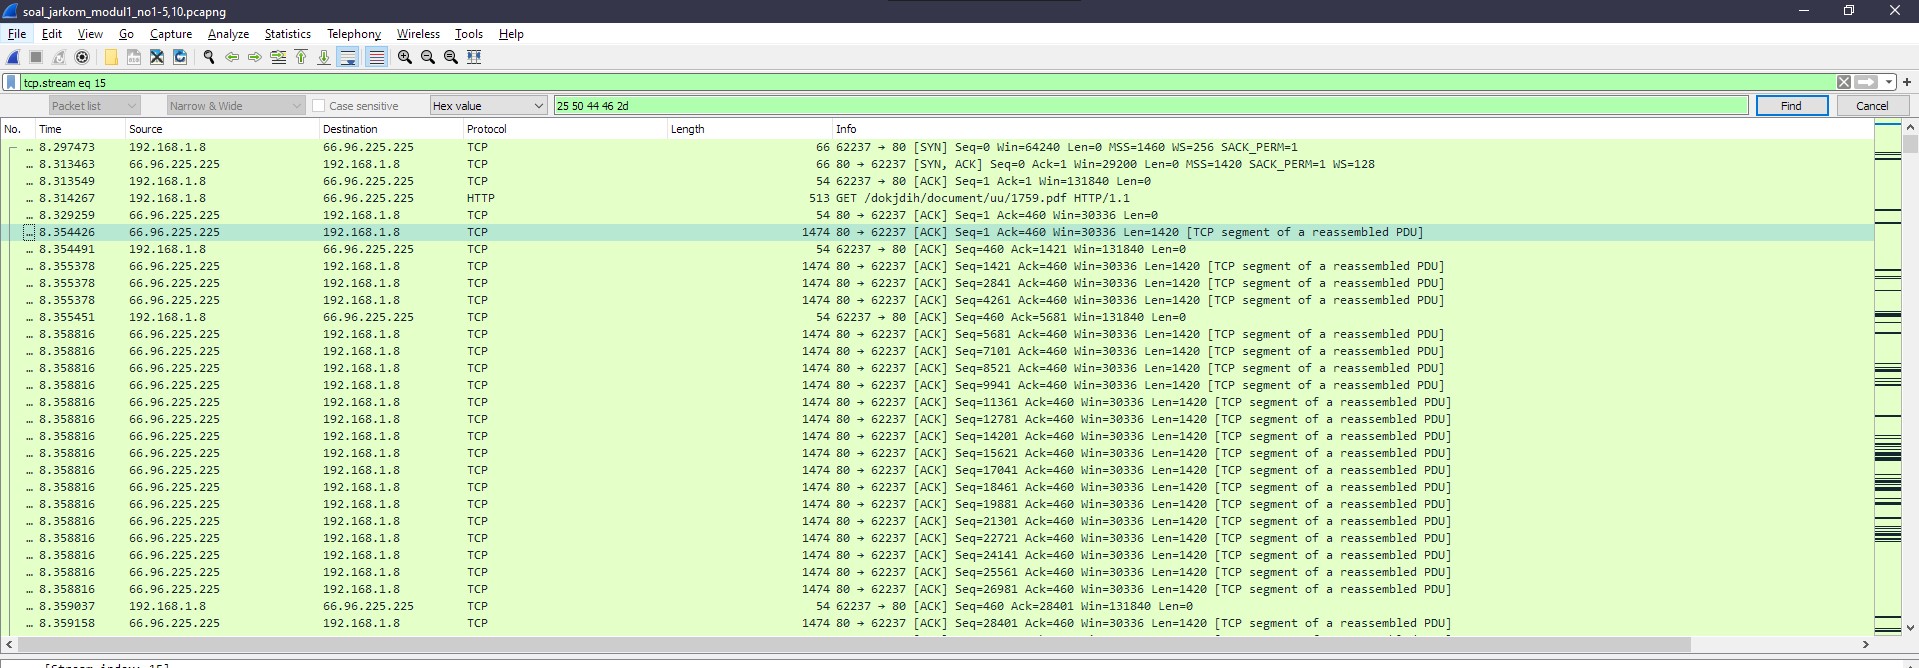 soal_jarkom_modul1_no1-5,10.pcapng
File Edit View Go Capture Analyze Statistics Telephony Wireless Tools Help
tcp.stream eq 15
Packet list Narrow & Wide Case sensitive Hex value 25 50 44 46 2d Find Cancel
No. Time Source Destination Protocol Length Info
... 8.297473 192.168.1.8 66.96.225.225 TCP 66 62237 → 80 [SYN] Seq=0 Win=64240 Len=0 MSS=1460 WS=256 SACK_PERM=1
... 8.313463 66.96.225.225 192.168.1.8 TCP 66 80 → 62237 [SYN, ACK] Seq=0 Ack=1 Win=29200 Len=0 MSS=1420 SACK_PERM=1 WS=128
... 8.313549 192.168.1.8 66.96.225.225 TCP 54 62237 → 80 [ACK] Seq=1 Ack=1 Win=131840 Len=0
... 8.314267 192.168.1.8 66.96.225.225 HTTP 513 GET /dokjdih/document/uu/1759.pdf HTTP/1.1
... 8.329259 66.96.225.225 192.168.1.8 TCP 54 80 → 62237 [ACK] Seq=1 Ack=460 Win=30336 Len=0
... 8.354426 66.96.225.225 192.168.1.8 TCP 1474 80 → 62237 [ACK] Seq=1 Ack=460 Win=30336 Len=1420 [TCP segment of a reassembled PDU]
... 8.354491 192.168.1.8 66.96.225.225 TCP 54 62237 → 80 [ACK] Seq=460 Ack=1421 Win=131840 Len=0
... 8.355378 66.96.225.225 192.168.1.8 TCP 1474 80 → 62237 [ACK] Seq=1421 Ack=460 Win=30336 Len=1420 [TCP segment of a reassembled PDU]
... 8.355378 66.96.225.225 192.168.1.8 TCP 1474 80 → 62237 [ACK] Seq=2841 Ack=460 Win=30336 Len=1420 [TCP segment of a reassembled PDU]
... 8.355378 66.96.225.225 192.168.1.8 TCP 1474 80 → 62237 [ACK] Seq=4261 Ack=460 Win=30336 Len=1420 [TCP segment of a reassembled PDU]
... 8.355451 192.168.1.8 66.96.225.225 TCP 54 62237 → 80 [ACK] Seq=460 Ack=5681 Win=131840 Len=0
... 8.358816 66.96.225.225 192.168.1.8 TCP 1474 80 → 62237 [ACK] Seq=5681 Ack=460 Win=30336 Len=1420 [TCP segment of a reassembled PDU]
... 8.358816 66.96.225.225 192.168.1.8 TCP 1474 80 → 62237 [ACK] Seq=7101 Ack=460 Win=30336 Len=1420 [TCP segment of a reassembled PDU]
... 8.358816 66.96.225.225 192.168.1.8 TCP 1474 80 → 62237 [ACK] Seq=8521 Ack=460 Win=30336 Len=1420 [TCP segment of a reassembled PDU]
... 8.358816 66.96.225.225 192.168.1.8 TCP 1474 80 → 62237 [ACK] Seq=9941 Ack=460 Win=30336 Len=1420 [TCP segment of a reassembled PDU]
... 8.358816 66.96.225.225 192.168.1.8 TCP 1474 80 → 62237 [ACK] Seq=11361 Ack=460 Win=30336 Len=1420 [TCP segment of a reassembled PDU]
... 8.358816 66.96.225.225 192.168.1.8 TCP 1474 80 → 62237 [ACK] Seq=12781 Ack=460 Win=30336 Len=1420 [TCP segment of a reassembled PDU]
... 8.358816 66.96.225.225 192.168.1.8 TCP 1474 80 → 62237 [ACK] Seq=14201 Ack=460 Win=30336 Len=1420 [TCP segment of a reassembled PDU]
... 8.358816 66.96.225.225 192.168.1.8 TCP 1474 80 → 62237 [ACK] Seq=15621 Ack=460 Win=30336 Len=1420 [TCP segment of a reassembled PDU]
... 8.358816 66.96.225.225 192.168.1.8 TCP 1474 80 → 62237 [ACK] Seq=17041 Ack=460 Win=30336 Len=1420 [TCP segment of a reassembled PDU]
... 8.358816 66.96.225.225 192.168.1.8 TCP 1474 80 → 62237 [ACK] Seq=18461 Ack=460 Win=30336 Len=1420 [TCP segment of a reassembled PDU]
... 8.358816 66.96.225.225 192.168.1.8 TCP 1474 80 → 62237 [ACK] Seq=19881 Ack=460 Win=30336 Len=1420 [TCP segment of a reassembled PDU]
... 8.358816 66.96.225.225 192.168.1.8 TCP 1474 80 → 62237 [ACK] Seq=21301 Ack=460 Win=30336 Len=1420 [TCP segment of a reassembled PDU]
... 8.358816 66.96.225.225 192.168.1.8 TCP 1474 80 → 62237 [ACK] Seq=22721 Ack=460 Win=30336 Len=1420 [TCP segment of a reassembled PDU]
... 8.358816 66.96.225.225 192.168.1.8 TCP 1474 80 → 62237 [ACK] Seq=24141 Ack=460 Win=30336 Len=1420 [TCP segment of a reassembled PDU]
... 8.358816 66.96.225.225 192.168.1.8 TCP 1474 80 → 62237 [ACK] Seq=25561 Ack=460 Win=30336 Len=1420 [TCP segment of a reassembled PDU]
... 8.358816 66.96.225.225 192.168.1.8 TCP 1474 80 → 62237 [ACK] Seq=26981 Ack=460 Win=30336 Len=1420 [TCP segment of a reassembled PDU]
... 8.359037 192.168.1.8 66.96.225.225 TCP 54 62237 → 80 [ACK] Seq=460 Ack=28401 Win=131840 Len=0
... 8.359158 66.96.225.225 192.168.1.8 TCP 1474 80 → 62237 [ACK] Seq=28401 Ack=460 Win=30336 Len=1420 [TCP segment of a reassembled PDU]
[Stream index: 15]